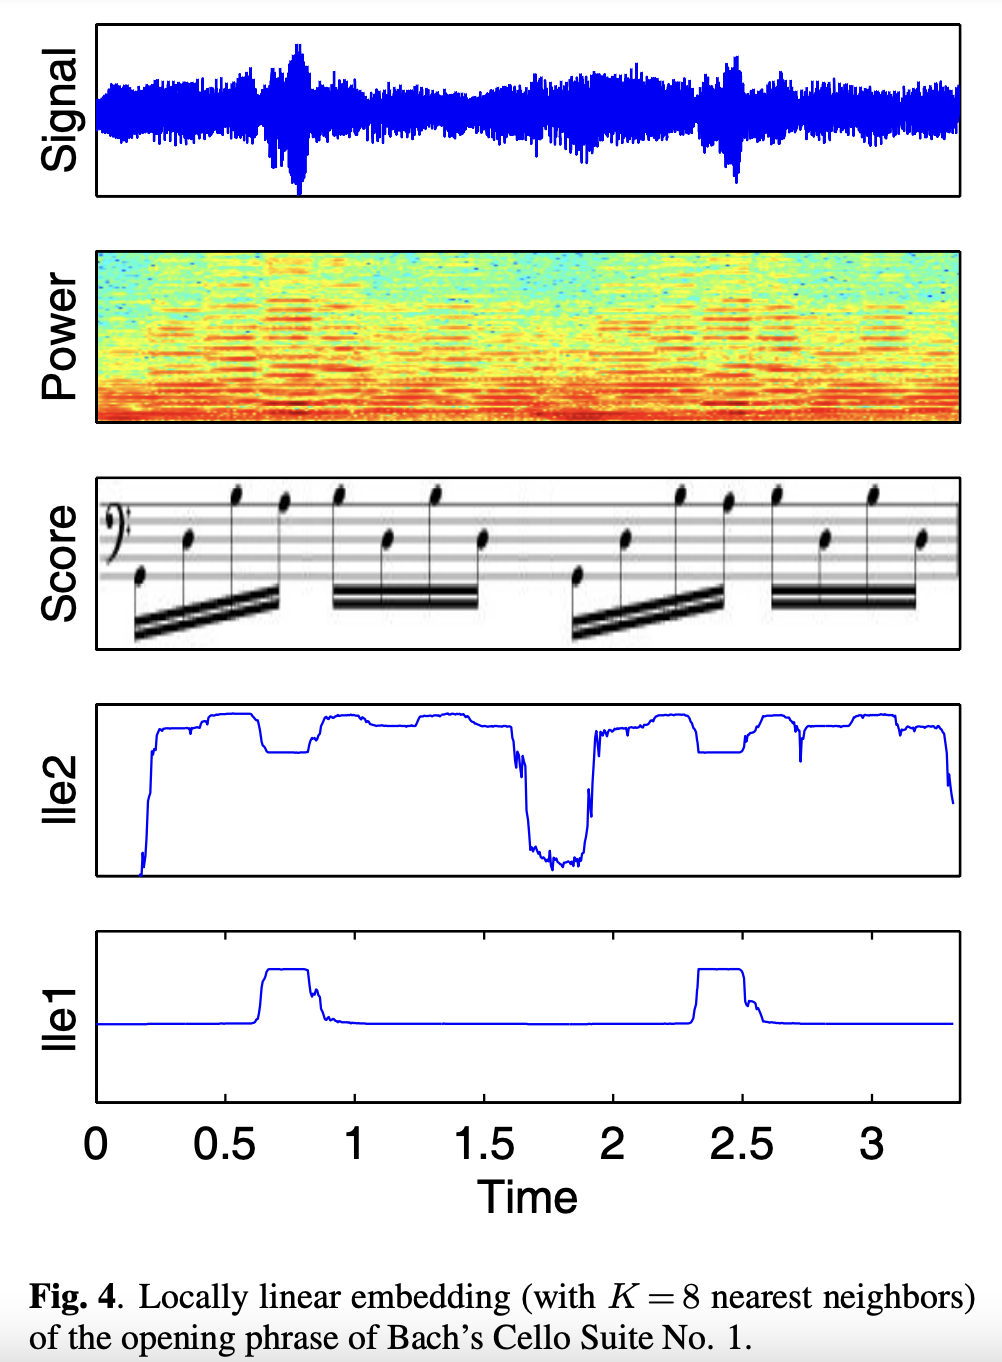 Signal
Power
Score
lle2
lle1
0 0.5 1 1.5 2 2.5 3
Time
Fig. 4. Locally linear embedding (with K = 8 nearest neighbors)
of the opening phrase of Bach's Cello Suite No. 1.